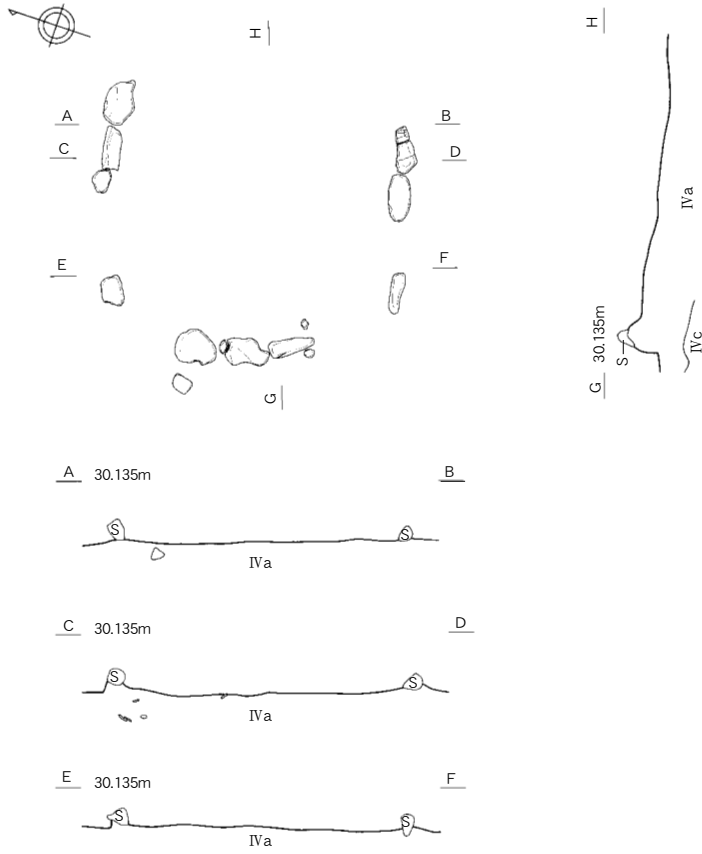 H
H
A
B
C
D
IVa
E
F
30.135m
S
IVc
G
G
A 30.135m B
S S
IVa
C 30.135m D
S S
IVa
E 30.135m F
S S
IVa